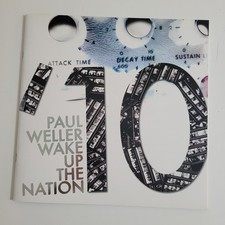 ATTACK TIME
DECAY TIME
SUSTAIN
'10
PAUL
WELLER
WAKE
UP
THE
NATION